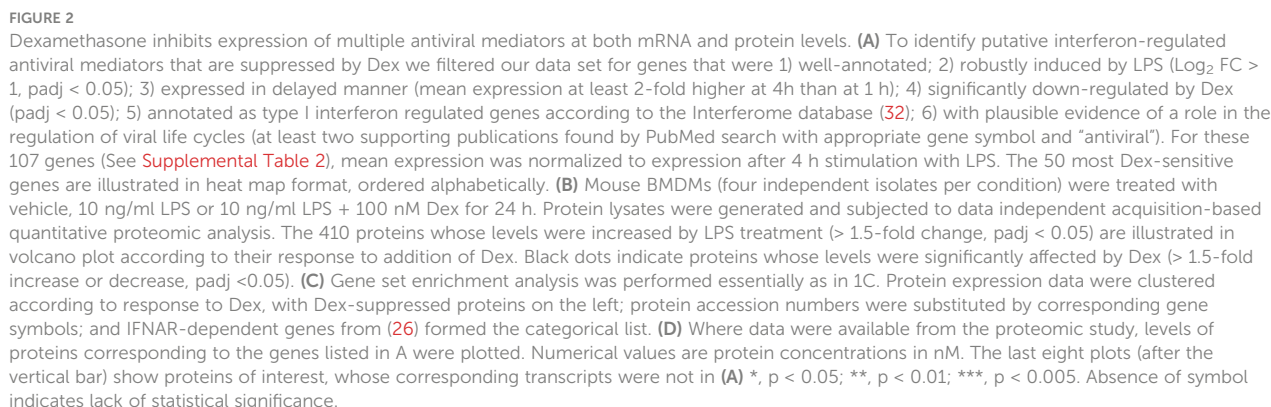 FIGURE 2
Dexamethasone inhibits expression of multiple antiviral mediators at both mRNA and protein levels. (A) To identify putative interferon-regulated
antiviral mediators that are suppressed by Dex we filtered our data set for genes that were 1) well-annotated; 2) robustly induced by LPS (Log₂ FC >
1, padj < 0.05); 3) expressed in delayed manner (mean expression at least 2-fold higher at 4h than at 1 h); 4) significantly down-regulated by Dex
(padj < 0.05); 5) annotated as type I interferon regulated genes according to the Interferome database (32); 6) with plausible evidence of a role in the
regulation of viral life cycles (at least two supporting publications found by PubMed search with appropriate gene symbol and “antiviral”). For these
107 genes (See Supplemental Table 2), mean expression was normalized to expression after 4 h stimulation with LPS. The 50 most Dex-sensitive
genes are illustrated in heat map format, ordered alphabetically. (B) Mouse BMDMs (four independent isolates per condition) were treated with
vehicle, 10 ng/ml LPS or 10 ng/ml LPS + 100 nM Dex for 24 h. Protein lysates were generated and subjected to data independent acquisition-based
quantitative proteomic analysis. The 410 proteins whose levels were increased by LPS treatment (> 1.5-fold change, padj < 0.05) are illustrated in
volcano plot according to their response to addition of Dex. Black dots indicate proteins whose levels were significantly affected by Dex (> 1.5-fold
increase or decrease, padj <0.05). (C) Gene set enrichment analysis was performed essentially as in 1C. Protein expression data were clustered
according to response to Dex, with Dex-suppressed proteins on the left; protein accession numbers were substituted by corresponding gene
symbols; and IFNAR-dependent genes from (26) formed the categorical list. (D) Where data were available from the proteomic study, levels of
proteins corresponding to the genes listed in A were plotted. Numerical values are protein concentrations in nM. The last eight plots (after the
vertical bar) show proteins of interest, whose corresponding transcripts were not in (A) *, p < 0.05; **, p < 0.01; ***, p < 0.005. Absence of symbol
indicates lack of statistical significance.